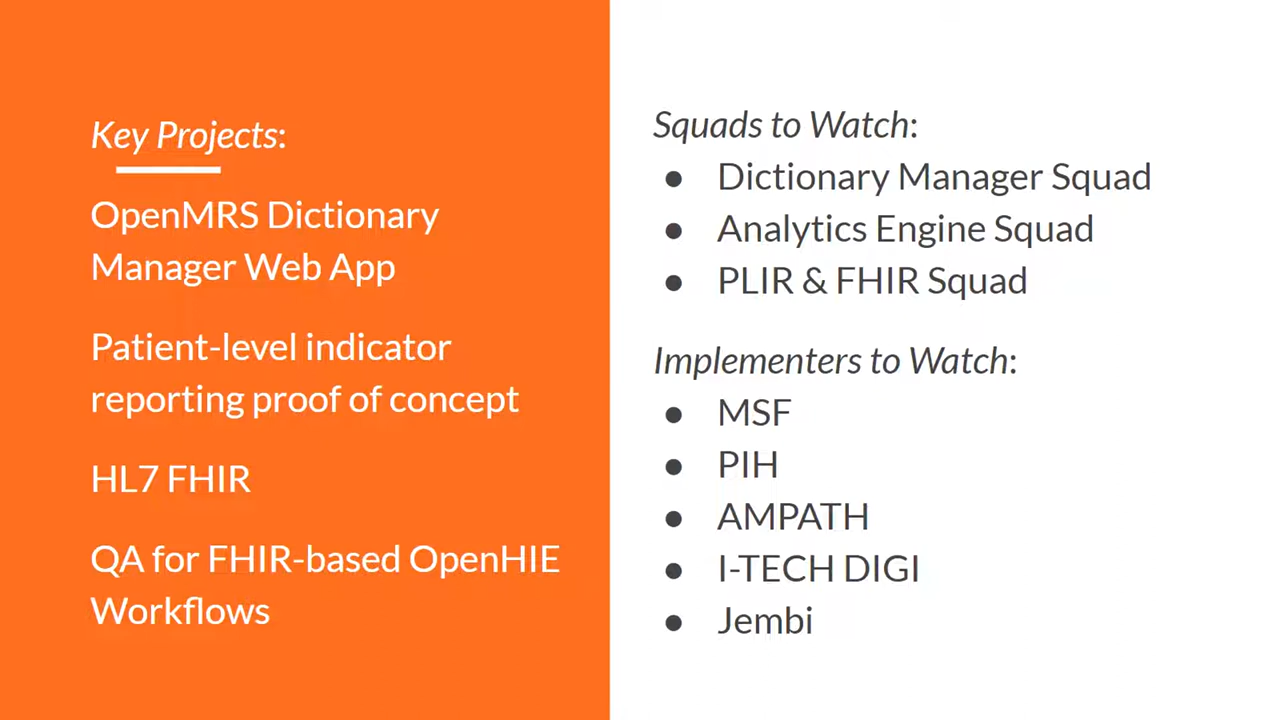 Key Projects:
OpenMRS Dictionary
Manager Web App
Patient-level indicator
reporting proof of concept
HL7 FHIR
QA for FHIR-based OpenHIE
Workflows
Squads to Watch:
● Dictionary Manager Squad
● Analytics Engine Squad
● PLIR & FHIR Squad
Implementers to Watch:
● MSF
● PIH
● AMPATH
● I-TECH DIGI
● Jembi